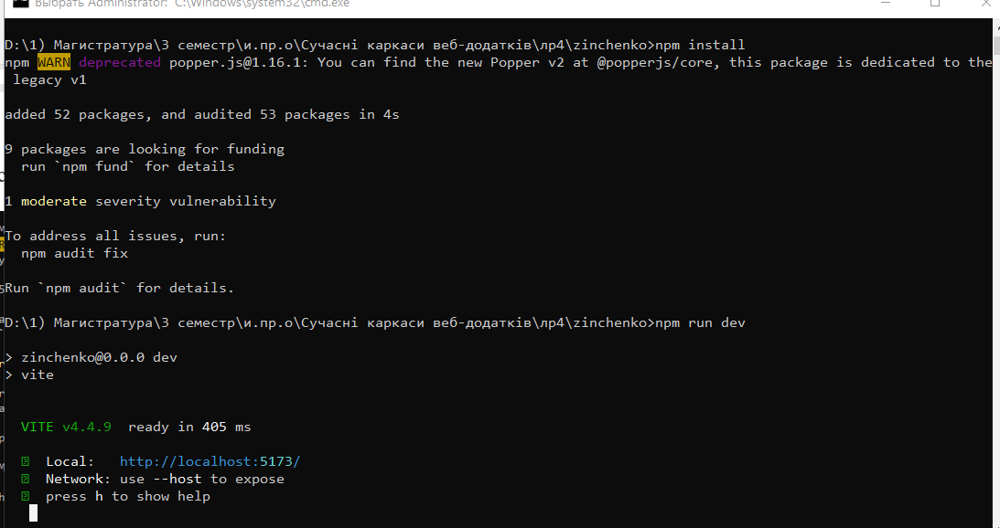 Выбрать Administrator: C:\Windows\system32\cmd.exe
D:\1) Магистратура\3 семестр\и.пр.о\Сучасні каркаси веб-додатків\лр4\zinchenko>npm install
npm WARN deprecated popper.js@1.16.1: You can find the new Popper v2 at @popperjs/core, this package is dedicated to the
legacy v1
added 52 packages, and audited 53 packages in 4s
9 packages are looking for funding
run `npm fund` for details
1 moderate severity vulnerability
To address all issues, run:
npm audit fix
Run `npm audit` for details.
D:\1) Магистратура\3 семестр\и.пр.о\Сучасні каркаси веб-додатків\лр4\zinchenko>npm run dev
> zinchenko@0.0.0 dev
> vite
VITE v4.4.9 ready in 405 ms
Local: http://localhost:5173/
Network: use --host to expose
press h to show help